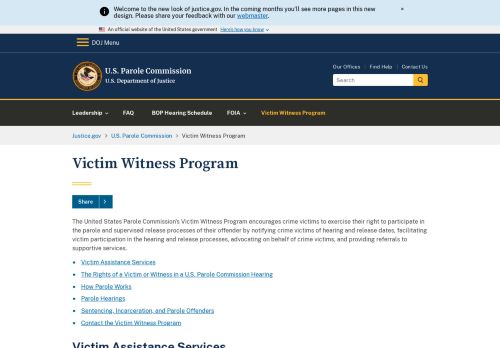 Welcome to the new look of justice.gov. In the coming months you'll see more pages in this new
design. Please share your feedback with our webmaster.
×
An official website of the United States government Here's how you know
DOJ Menu
U.S. Parole Commission
U.S. Department of Justice
Our Offices | Find Help | Contact Us
Search
Leadership FAQ BOP Hearing Schedule FOIA Victim Witness Program
Justice.gov > U.S. Parole Commission > Victim Witness Program
Victim Witness Program
Share >
The United States Parole Commission's Victim Witness Program encourages crime victims to exercise their right to participate in
the parole and supervised release processes of their offender by notifying crime victims of hearing and release dates, facilitating
victim participation in the hearing and release processes, advocating on behalf of crime victims, and providing referrals to
supportive services.
• Victim Assistance Services
• The Rights of a Victim or Witness in a U.S. Parole Commission Hearing
• How Parole Works
• Parole Hearings
• Sentencing, Incarceration, and Parole Offenders
• Contact the Victim Witness Program
Victim Assistance Services